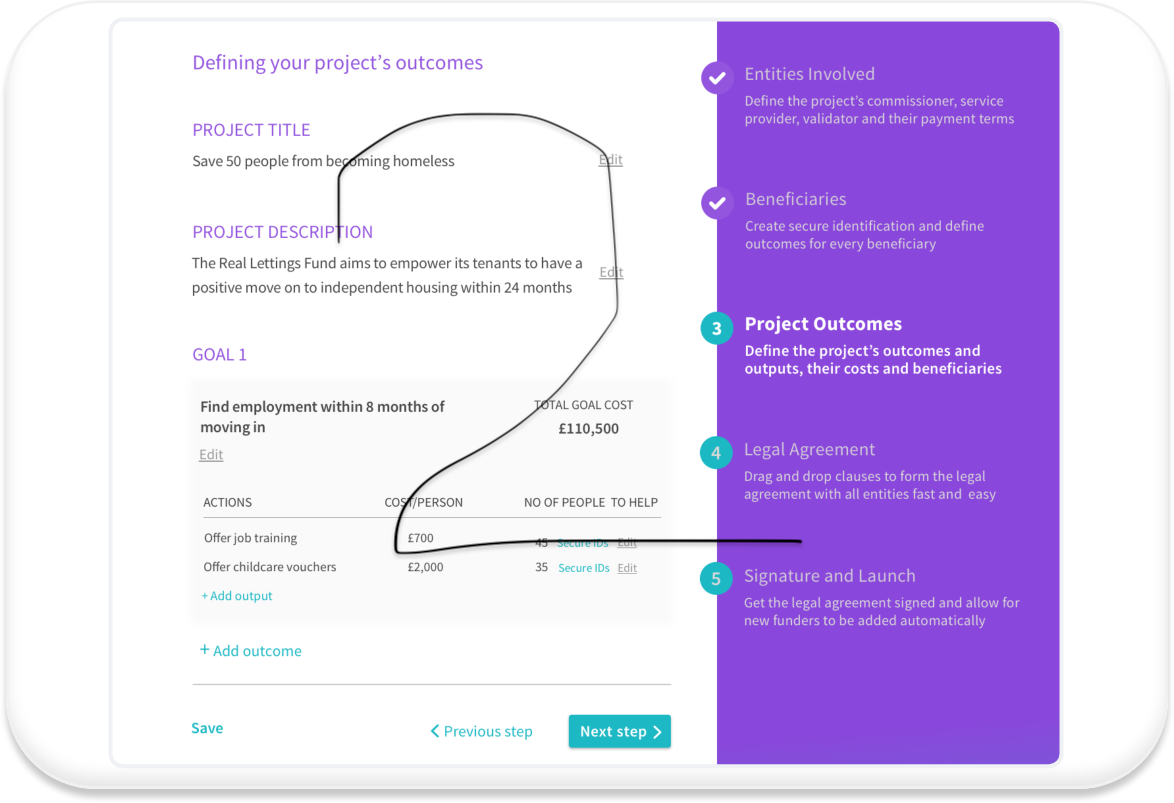 Defining your project's outcomes
PROJECT TITLE
Save 50 people from becoming homeless
Edit
PROJECT DESCRIPTION
The Real Lettings Fund aims to empower its tenants to have a
positive move on to independent housing within 24 months
Edit
GOAL 1
Find employment within 8 months of
moving in
Edit
TOTAL GOAL COST
£110,500
ACTIONS COST/PERSON NO OF PEOPLE TO HELP
Offer job training £700 45 Secure IDs Edit
Offer childcare vouchers £2,000 35 Secure IDs Edit
+ Add output
+ Add outcome
Save
Previous step
Next step
Entities Involved
Define the project's commissioner, service
provider, validator and their payment terms
Beneficiaries
Create secure identification and define
outcomes for every beneficiary
3 Project Outcomes
Define the project's outcomes and
outputs, their costs and beneficiaries
4 Legal Agreement
Drag and drop clauses to form the legal
agreement with all entities fast and easy
5 Signature and Launch
Get the legal agreement signed and allow for
new funders to be added automatically
2